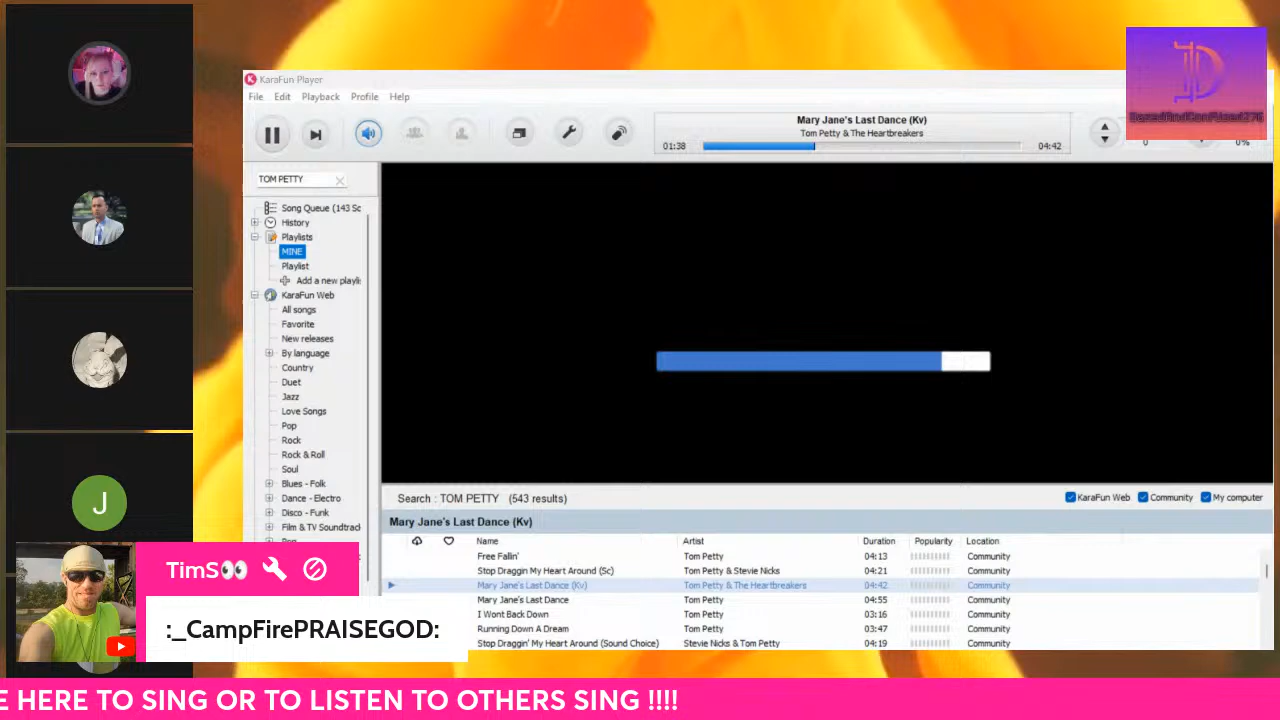 KaraFun Player
File Edit Playback Profile Help
Mary Jane's Last Dance (Kv)
Tom Petty & The Heartbreakers
01:38
04:42
0
0%
TOM PETTY
Song Queue (143 Sc
History
Playlists
MINE
Playlist
Add a new playli
KaraFun Web
All songs
Favorite
New releases
By language
Country
Duet
Jazz
Love Songs
Pop
Rock
Rock & Roll
Soul
Blues - Folk
Dance - Electro
Disco - Funk
Film & TV Soundtrack
Search : TOM PETTY (543 results)
KaraFun Web Community My computer
Mary Jane's Last Dance (Kv)
Name Artist Duration Popularity Location
Free Fallin' Tom Petty 04:13 Community
Stop Draggin My Heart Around (Sc) Tom Petty & Stevie Nicks 04:21 Community
Mary Jane's Last Dance (Kv) Tom Petty & The Heartbreakers 04:42 Community
Mary Jane's Last Dance Tom Petty 04:55 Community
I Wont Back Down Tom Petty 03:16 Community
Running Down A Dream Tom Petty 03:47 Community
Stop Draggin' My Heart Around (Sound Choice) Stevie Nicks & Tom Petty 04:19 Community
J
TimS👀
:_CampFirePRAISEGOD:
E HERE TO SING OR TO LISTEN TO OTHERS SING !!!!